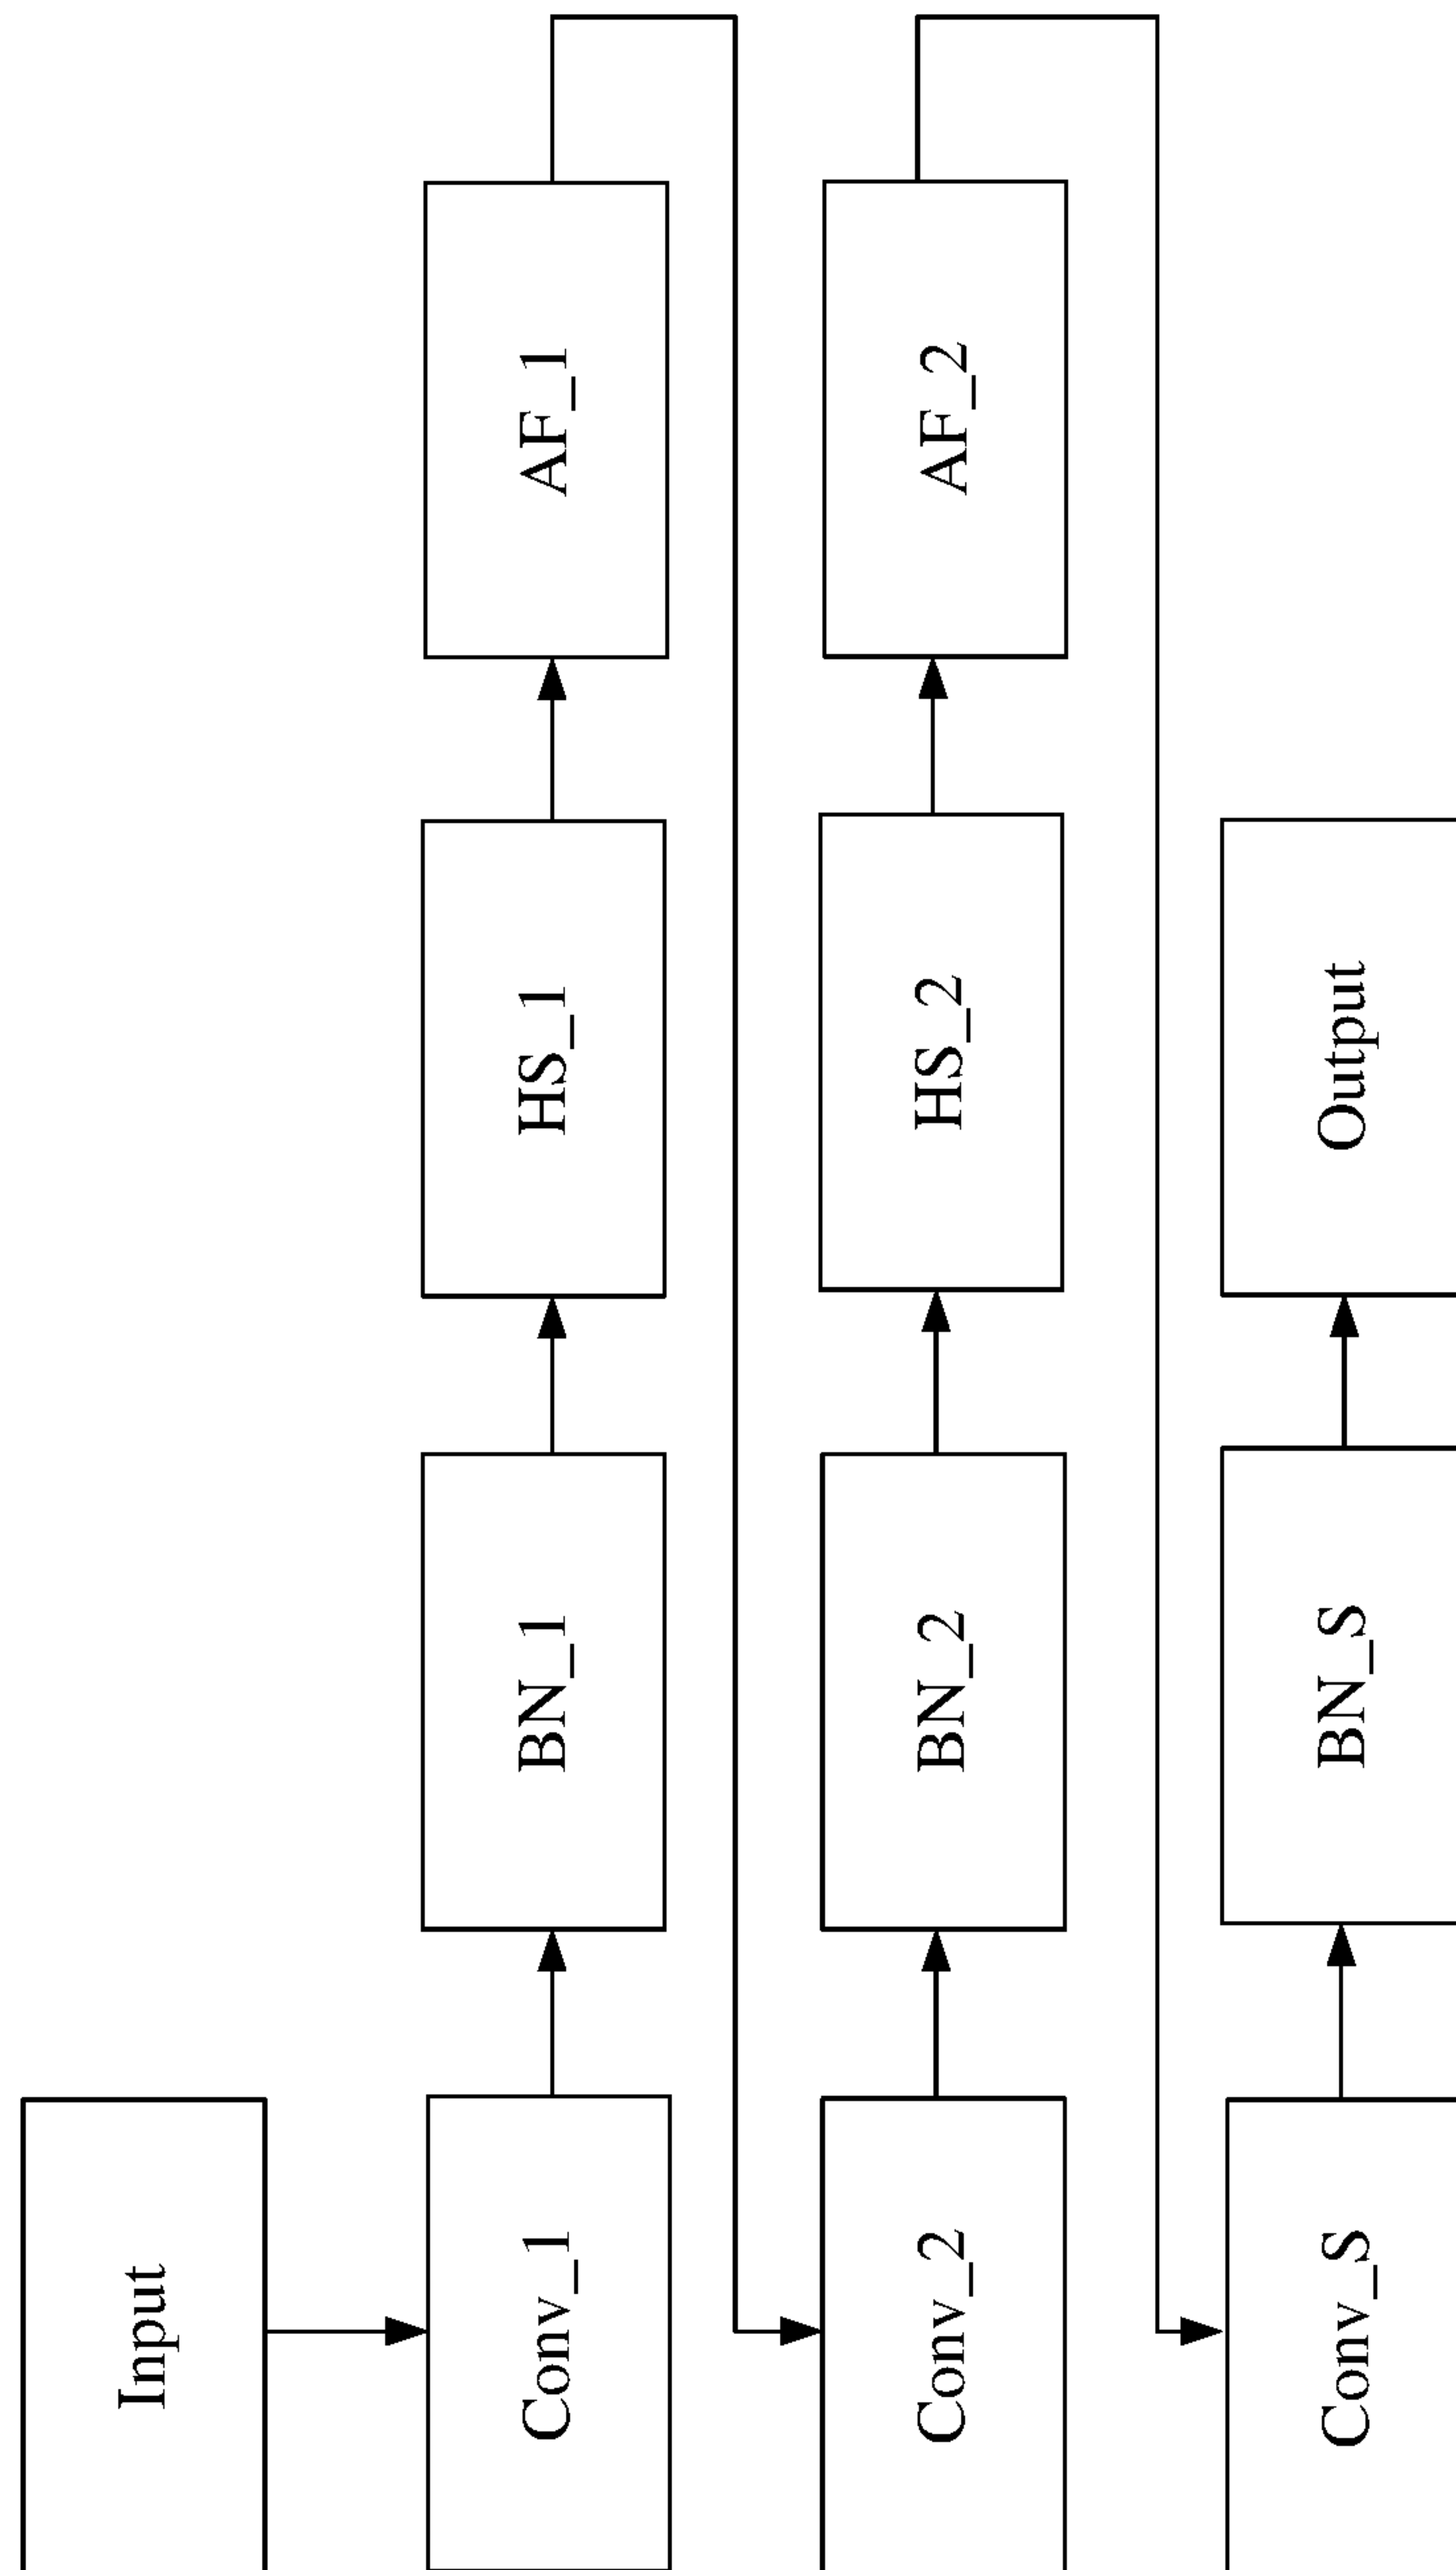 Input
Conv_1
BN_1
HS_1
AF_1
Conv_2
BN_2
HS_2
AF_2
Conv_S
BN_S
Output